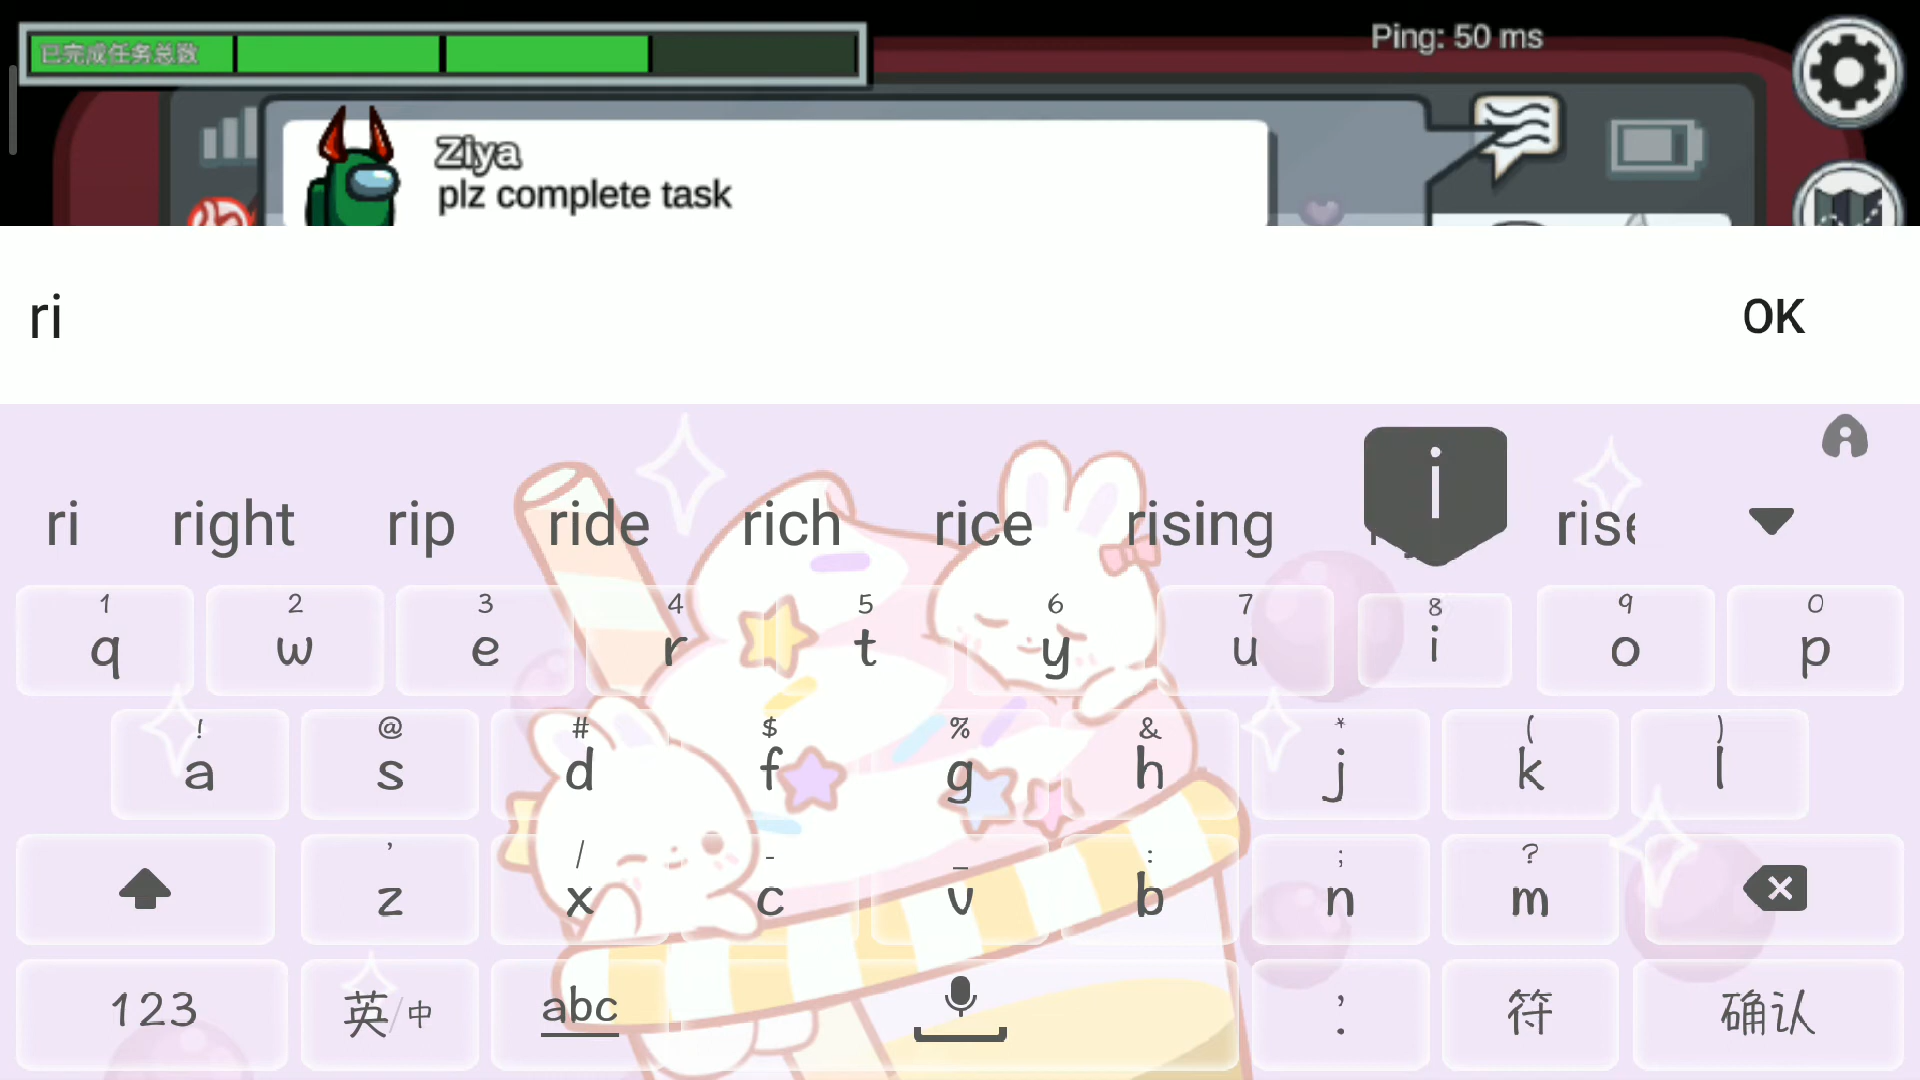 已完成任务总数
Ping: 50 ms
Ziya
plz complete task
ri
OK
i
ri right rip ride rich rice rising rise
1 2 3 4 5 6 7 8 9 0
q w e r t y u i o p
! @ # $ % & * ( )
a s d f g h j k l
' / - _ : ; ?
z x c v b n m
123 英/中 abc , . 符 确认